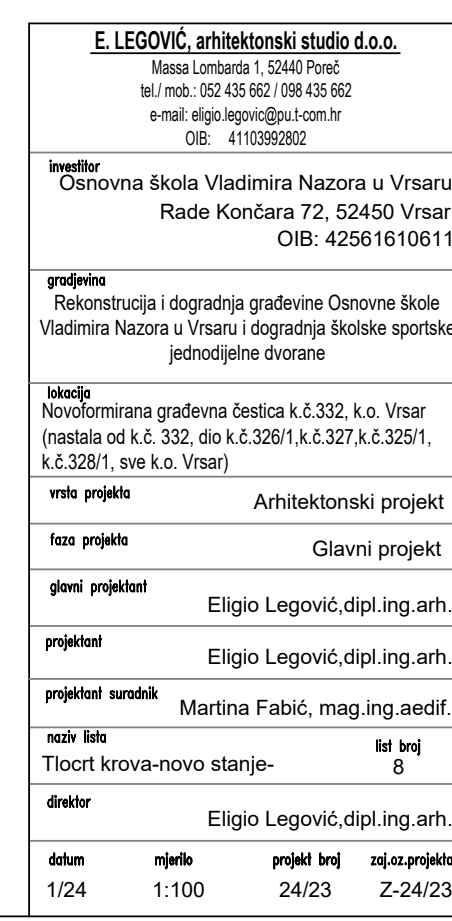 E. LEGOVIĆ, arhitektonski studio d.o.o.
Massa Lombarda 1, 52440 Poreč
tel./ mob.: 052 435 662 / 098 435 662
e-mail: eligio.legovic@pu.t-com.hr
OIB: 41103992802
investitor
Osnovna škola Vladimira Nazora u Vrsaru
Rade Končara 72, 52450 Vrsar
OIB: 42561610611
gradjevina
Rekonstrucija i dogradnja građevine Osnovne škole
Vladimira Nazora u Vrsaru i dogradnja školske sportske
jednodijelne dvorane
lokacija
Novoformirana građevna čestica k.č.332, k.o. Vrsar
(nastala od k.č. 332, dio k.č.326/1,k.č.327,k.č.325/1,
k.č.328/1, sve k.o. Vrsar)
vrsta projekta
Arhitektonski projekt
faza projekta
Glavni projekt
glavni projektant
Eligio Legović,dipl.ing.arh.
projektant
Eligio Legović,dipl.ing.arh.
projektant suradnik
Martina Fabić, mag.ing.aedif.
naziv lista list broj
Tlocrt krova-novo stanje- 8
direktor
Eligio Legović,dipl.ing.arh.
datum mjerilo projekt broj zaj.oz.projekta
1/24 1:100 24/23 Z-24/23